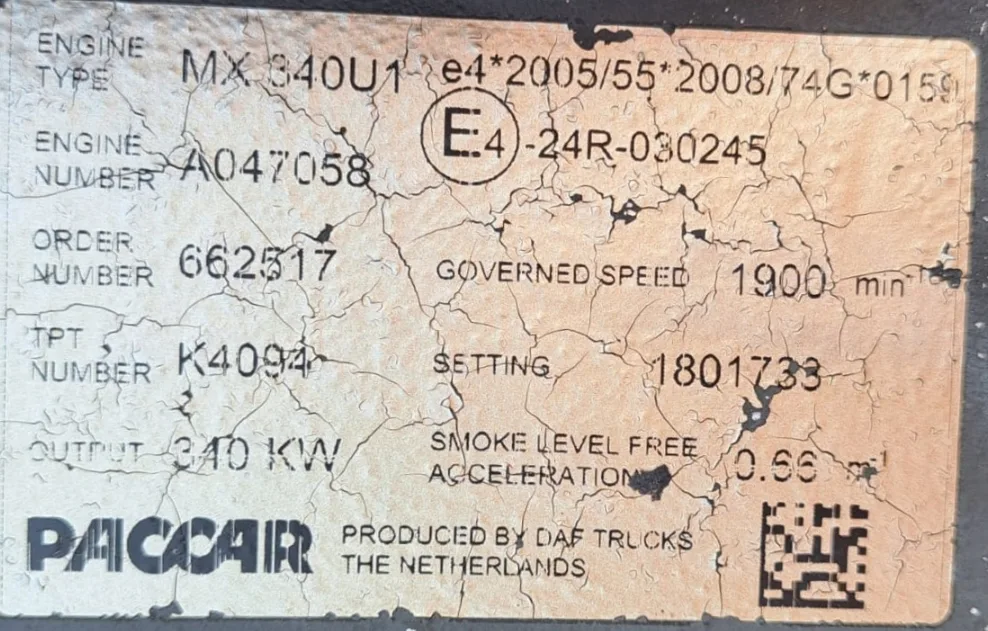 ENGINE TYPE MX 340U1 e4*2005/55*2008/74G*0159
E4 -24R-030245
ENGINE NUMBER A047058
ORDER NUMBER 662517
GOVERNED SPEED 1900 min-1
TPT NUMBER K4094
SETTING 1801733
OUTPUT 340 KW
SMOKE LEVEL FREE ACCELERATION 0.66 m-1
PACCAR
PRODUCED BY DAF TRUCKS
THE NETHERLANDS